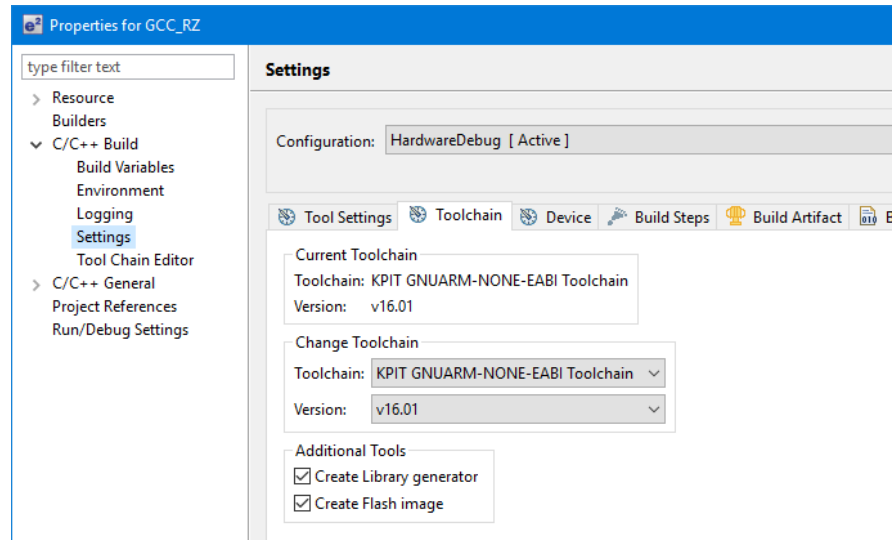 e² Properties for GCC_RZ
type filter text
Resource
Builders
C/C++ Build
Build Variables
Environment
Logging
Settings
Tool Chain Editor
C/C++ General
Project References
Run/Debug Settings
Settings
Configuration: HardwareDebug [ Active ]
Tool Settings Toolchain Device Build Steps Build Artifact
Current Toolchain
Toolchain: KPIT GNUARM-NONE-EABI Toolchain
Version: v16.01
Change Toolchain
Toolchain: KPIT GNUARM-NONE-EABI Toolchain
Version: v16.01
Additional Tools
Create Library generator
Create Flash image